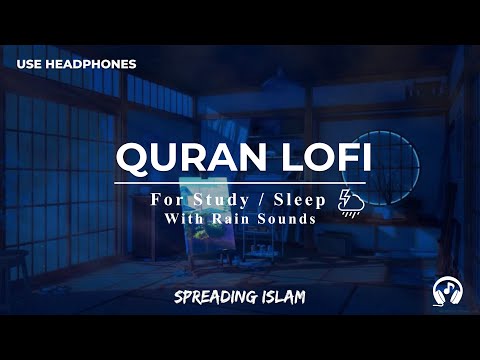 USE HEADPHONES
QURAN LOFI
For Study / Sleep
With Rain Sounds
SPREADING ISLAM